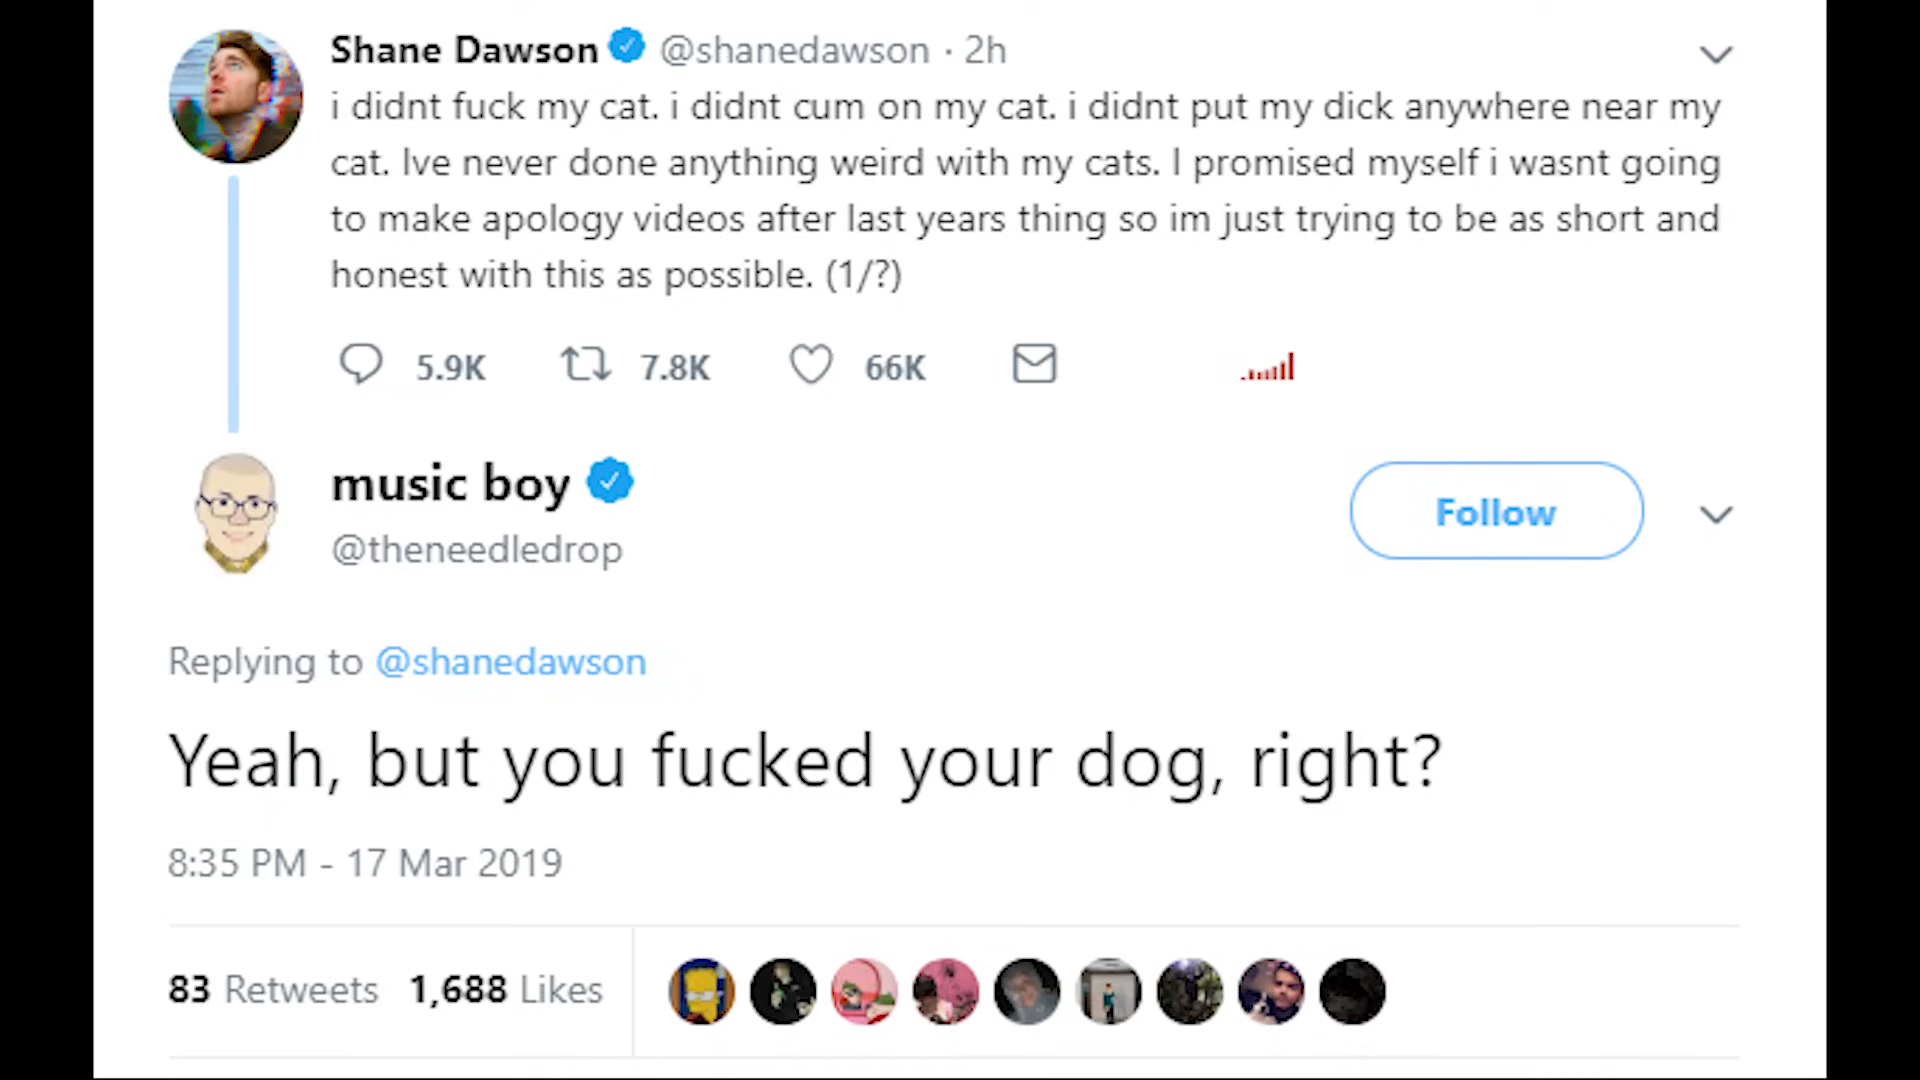 Shane Dawson @shanedawson · 2h
i didnt fuck my cat. i didnt cum on my cat. i didnt put my dick anywhere near my
cat. Ive never done anything weird with my cats. I promised myself i wasnt going
to make apology videos after last years thing so im just trying to be as short and
honest with this as possible. (1/?)
5.9K 7.8K 66K
music boy
@theneedledrop
Follow
Replying to @shanedawson
Yeah, but you fucked your dog, right?
8:35 PM - 17 Mar 2019
83 Retweets 1,688 Likes